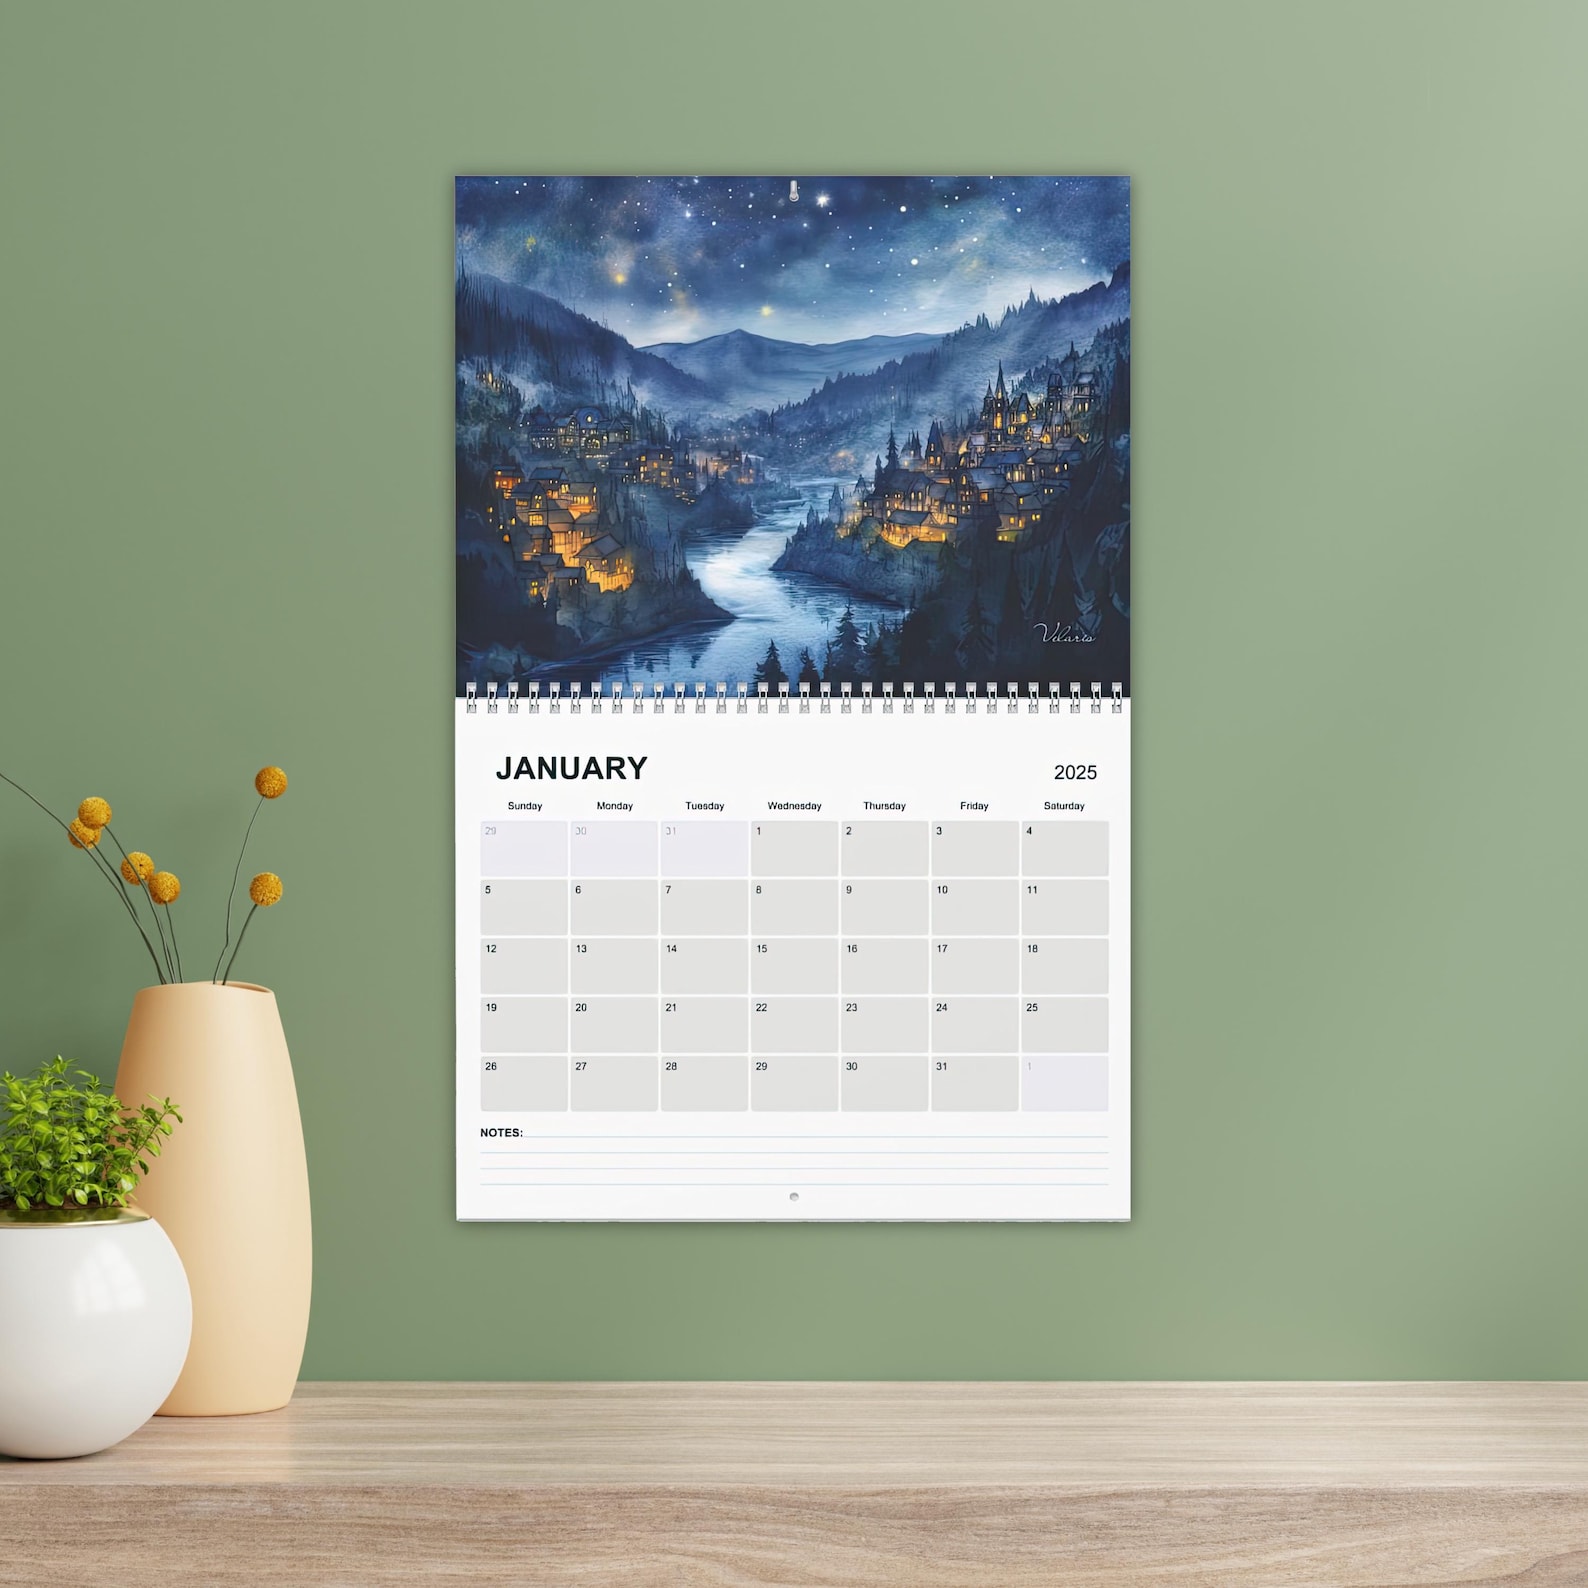 Velaris
JANUARY 2025
Sunday Monday Tuesday Wednesday Thursday Friday Saturday
29 30 31 1 2 3 4
5 6 7 8 9 10 11
12 13 14 15 16 17 18
19 20 21 22 23 24 25
26 27 28 29 30 31 1
NOTES: